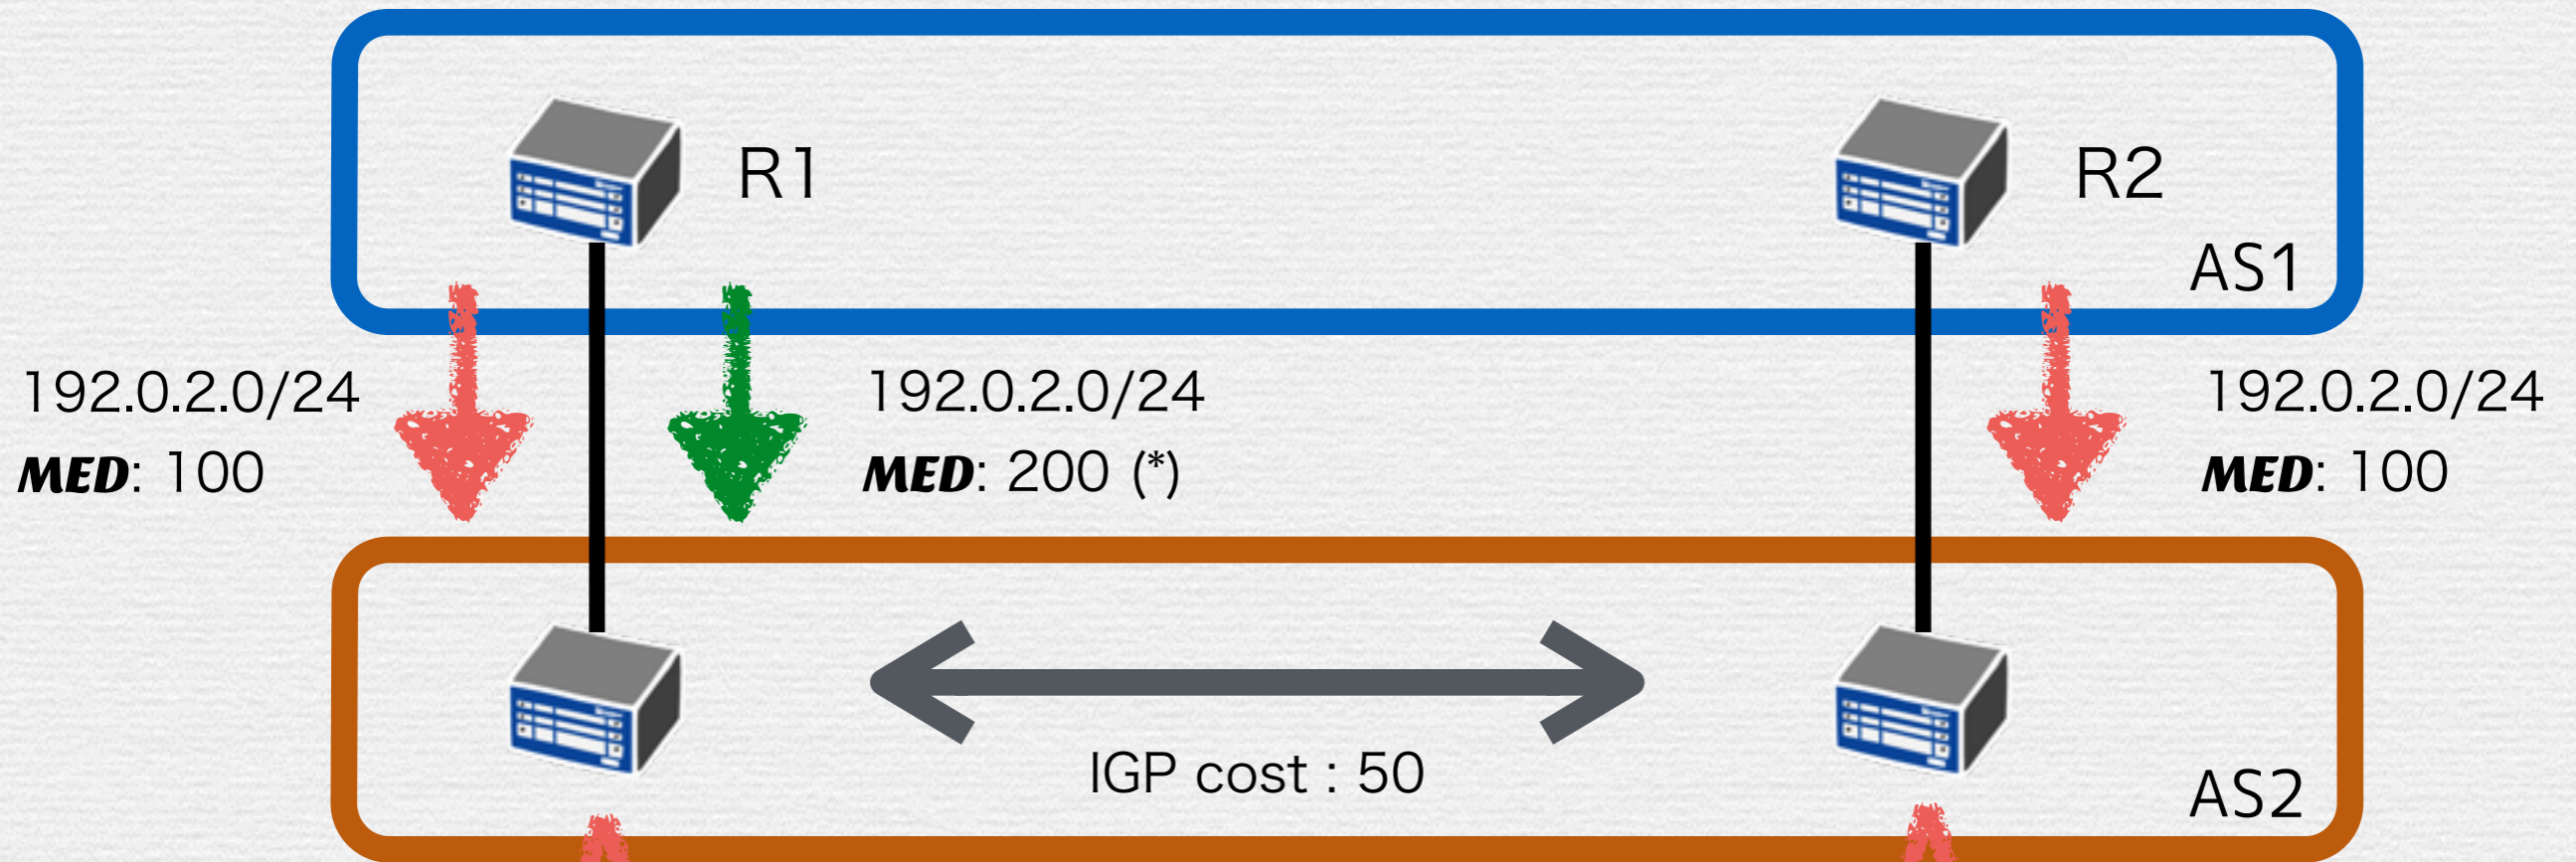 R1
R2
AS1
192.0.2.0/24
MED: 100
192.0.2.0/24
MED: 200 (*)
192.0.2.0/24
MED: 100
IGP cost : 50
AS2